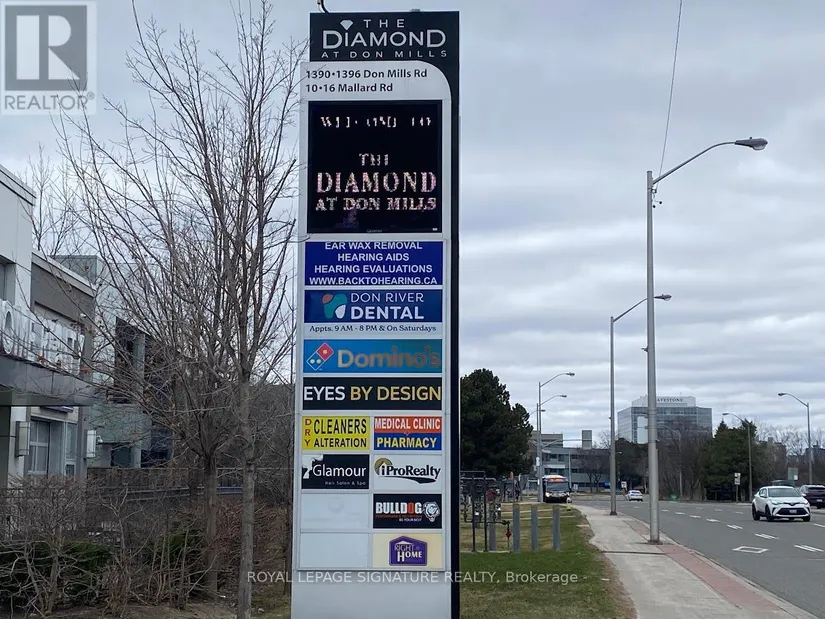 THE
DIAMOND
AT DON MILLS
1390•1396 Don Mills Rd
10•16 Mallard Rd
THE
DIAMOND
AT DON MILLS
EAR WAX REMOVAL
HEARING AIDS
HEARING EVALUATIONS
WWW.BACKTOHEARING.CA
DON RIVER
DENTAL
Appts. 9 AM - 8 PM & On Saturdays
Domino's
EYES BY DESIGN
DRY
CLEANERS
ALTERATION
MEDICAL CLINIC
PHARMACY
Glamour
Hair Salon & Spa
iProRealty
BULLDOG
RIGHT
HOME
R
REALTOR®
ROYAL LEPAGE SIGNATURE REALTY, Brokerage